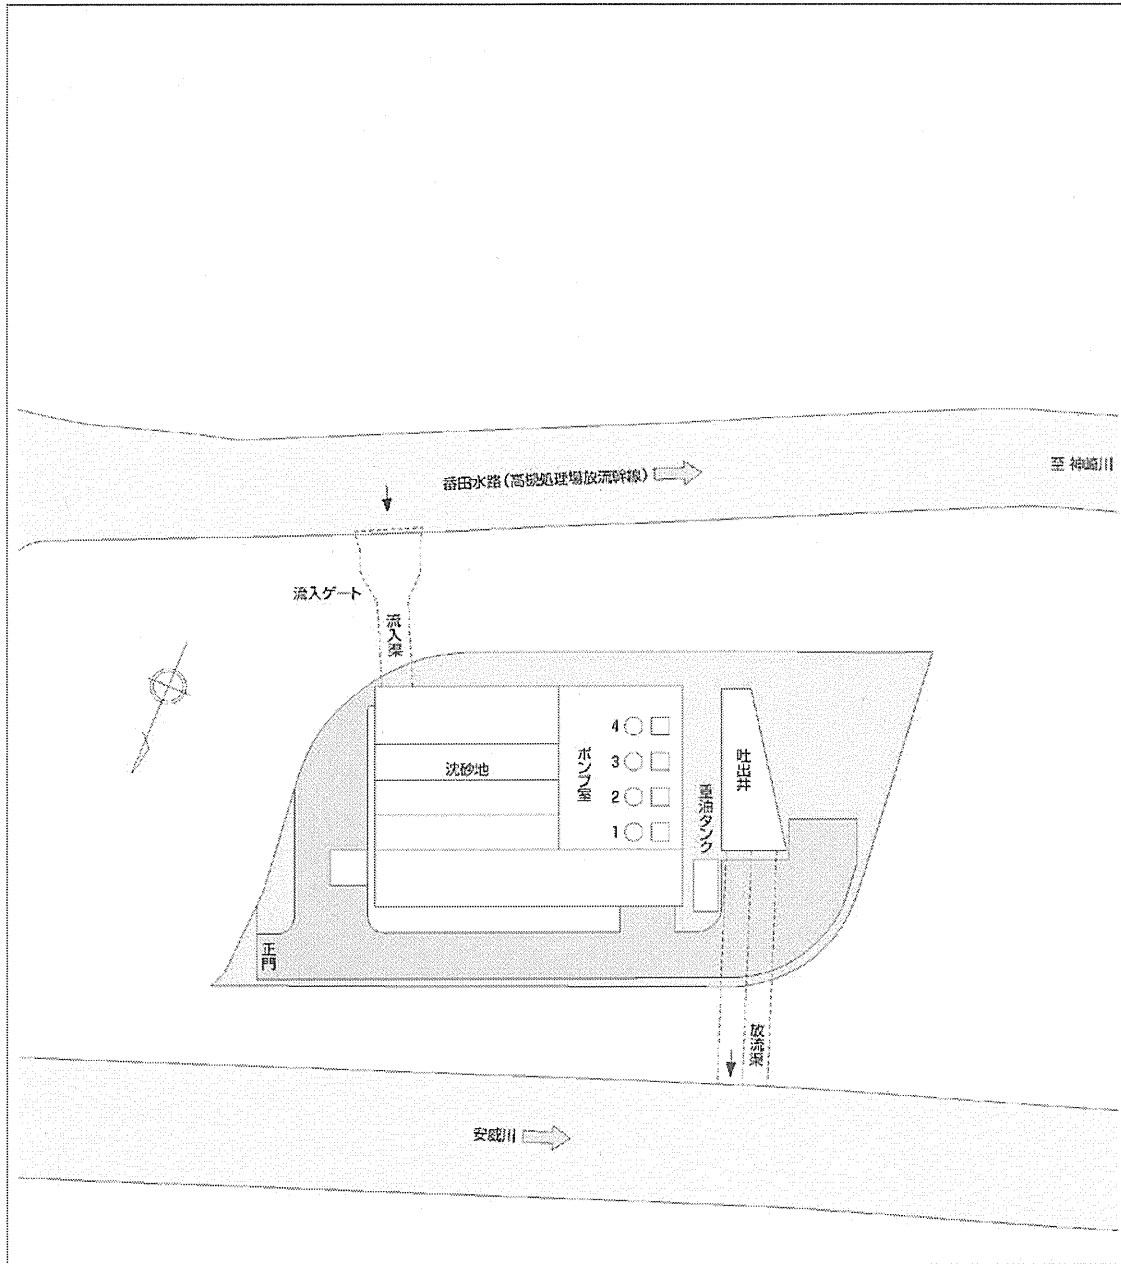 番田水路(高槻処理場放流幹線)
至 神崎川
流入ゲート
流入渠
沈砂池
ポンプ室
4
3
2
1
重油タンク
吐出井
正門
放流渠
安威川